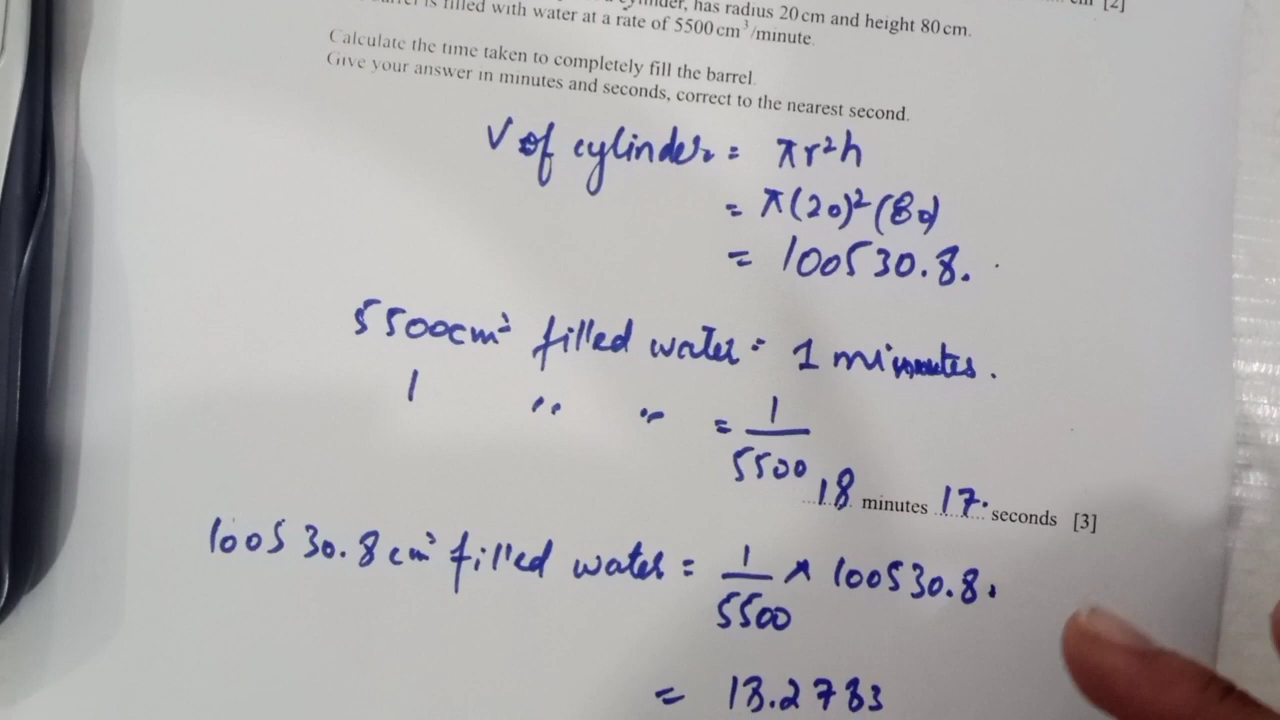 cm [2]
cylinder, has radius 20 cm and height 80 cm.
is filled with water at a rate of 5500 cm³/minute.
Calculate the time taken to completely fill the barrel.
Give your answer in minutes and seconds, correct to the nearest second.
V of cylinder = πr²h
= π(20)²(80)
= 100530.8.
5500cm³ filled water = 1 minutes.
1 " " = 1/5500
18 minutes 17 seconds [3]
100530.8 cm³ filled water = 1/5500 × 100530.8.
= 18.2783